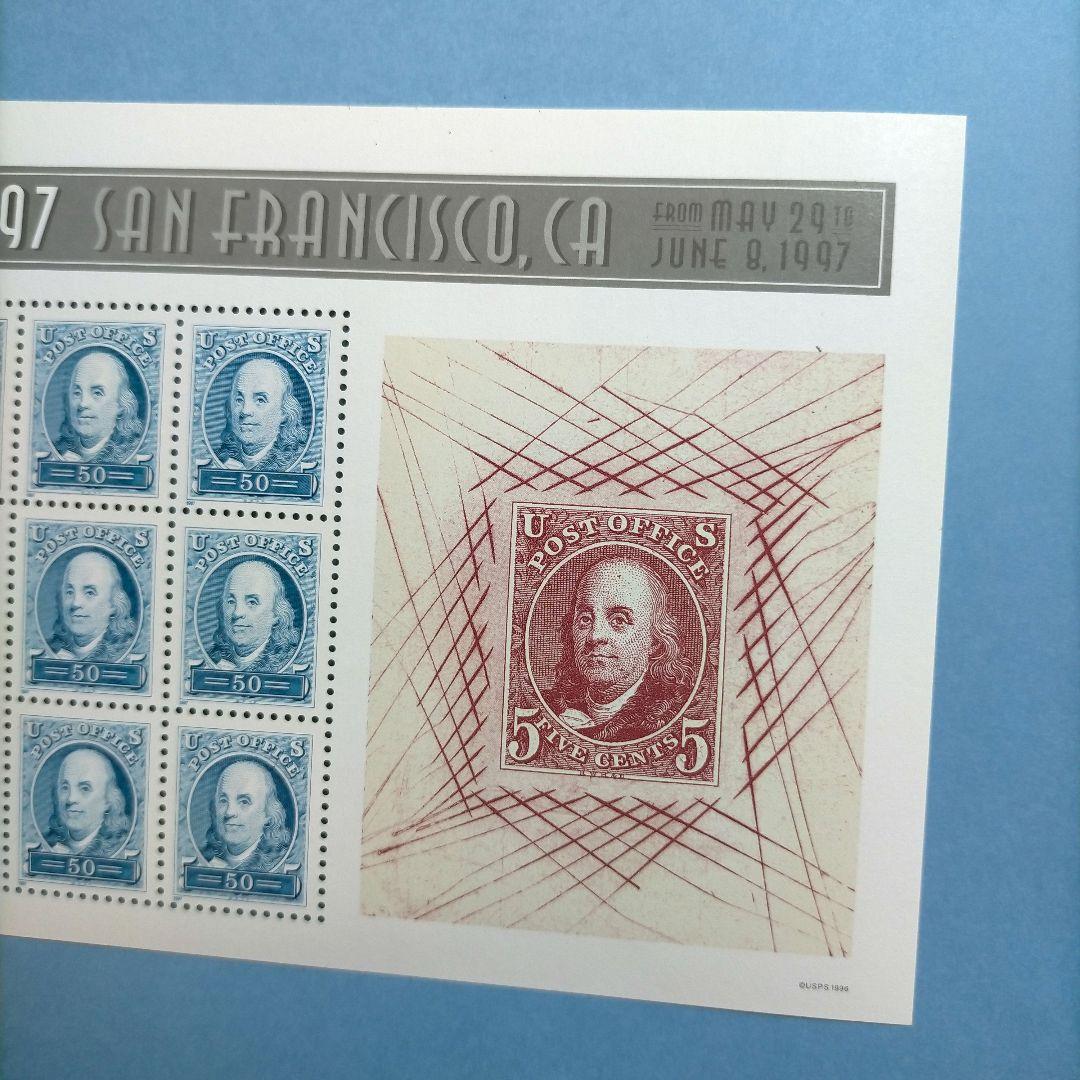 97 SAN FRANCISCO, CA
FROM MAY 29 TO
JUNE 8, 1997
U S
POST OFFICE
50
U S
POST OFFICE
50
U S
POST OFFICE
50
U S
POST OFFICE
50
U S
POST OFFICE
50
U S
POST OFFICE
50
U S
POST OFFICE
5 FIVE CENTS 5
©USPS 1996